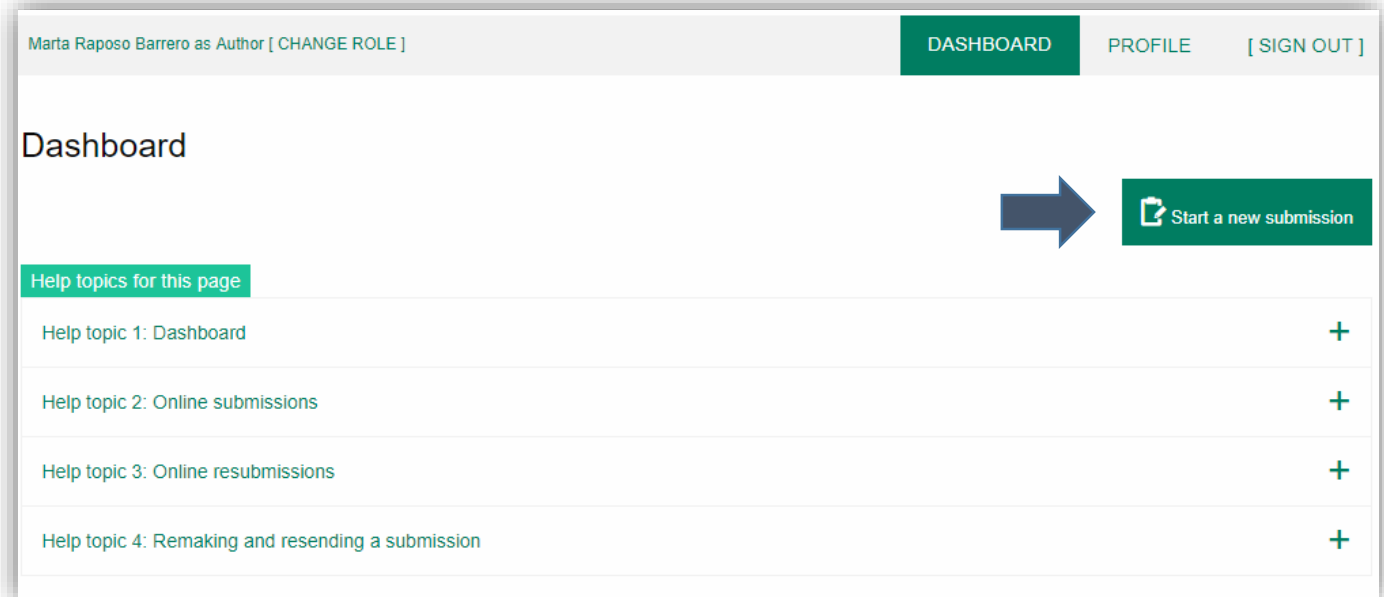 Marta Raposo Barrero as Author [ CHANGE ROLE ] DASHBOARD PROFILE [ SIGN OUT ]
Dashboard
Start a new submission
Help topics for this page
Help topic 1: Dashboard +
Help topic 2: Online submissions +
Help topic 3: Online resubmissions +
Help topic 4: Remaking and resending a submission +